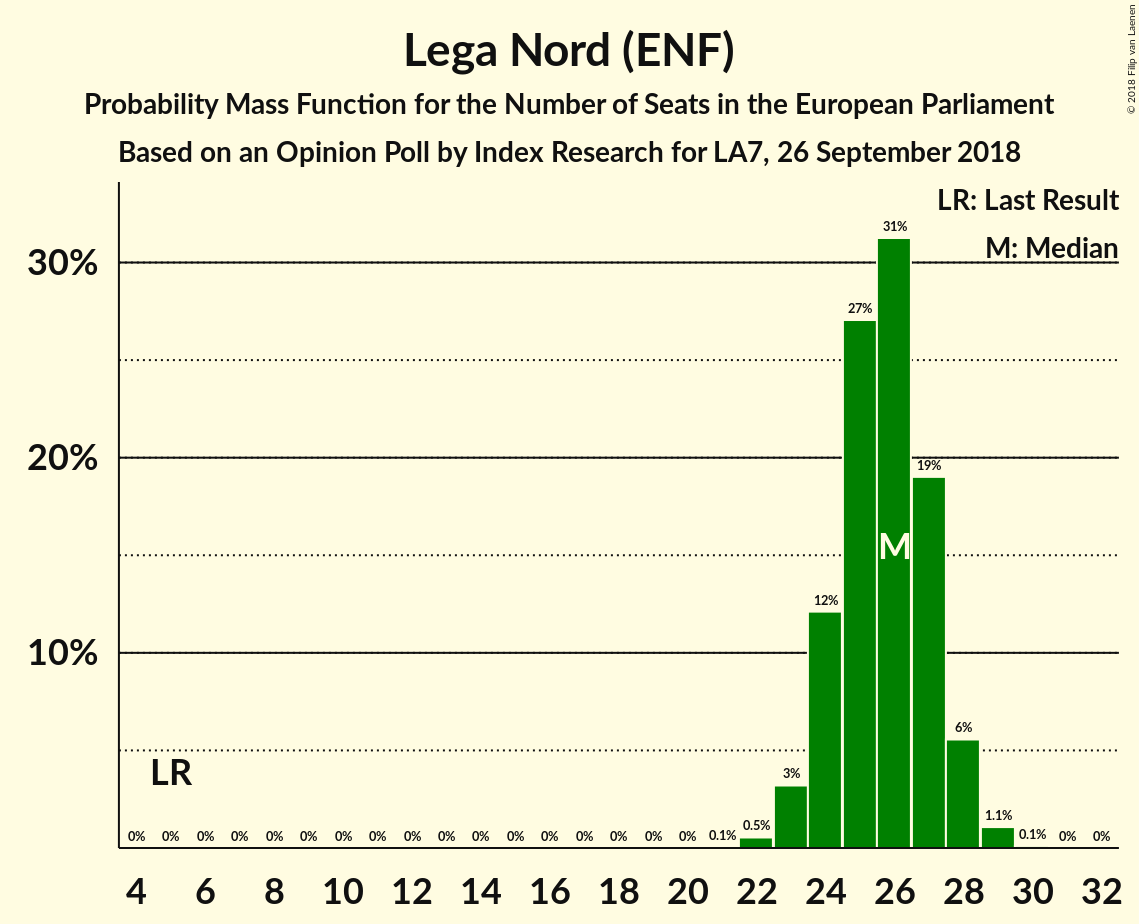 Lega Nord (ENF)
Probability Mass Function for the Number of Seats in the European Parliament
Based on an Opinion Poll by Index Research for LA7, 26 September 2018
© 2018 Filip van Laenen
LR: Last Result
M: Median
30%
20%
10%
31%
27%
19%
M
12%
6%
LR
3%
0% 0% 0% 0% 0% 0% 0% 0% 0% 0% 0% 0% 0% 0% 0% 0% 0% 0.1% 0.5% 1.1% 0.1% 0% 0%
4 6 8 10 12 14 16 18 20 22 24 26 28 30 32